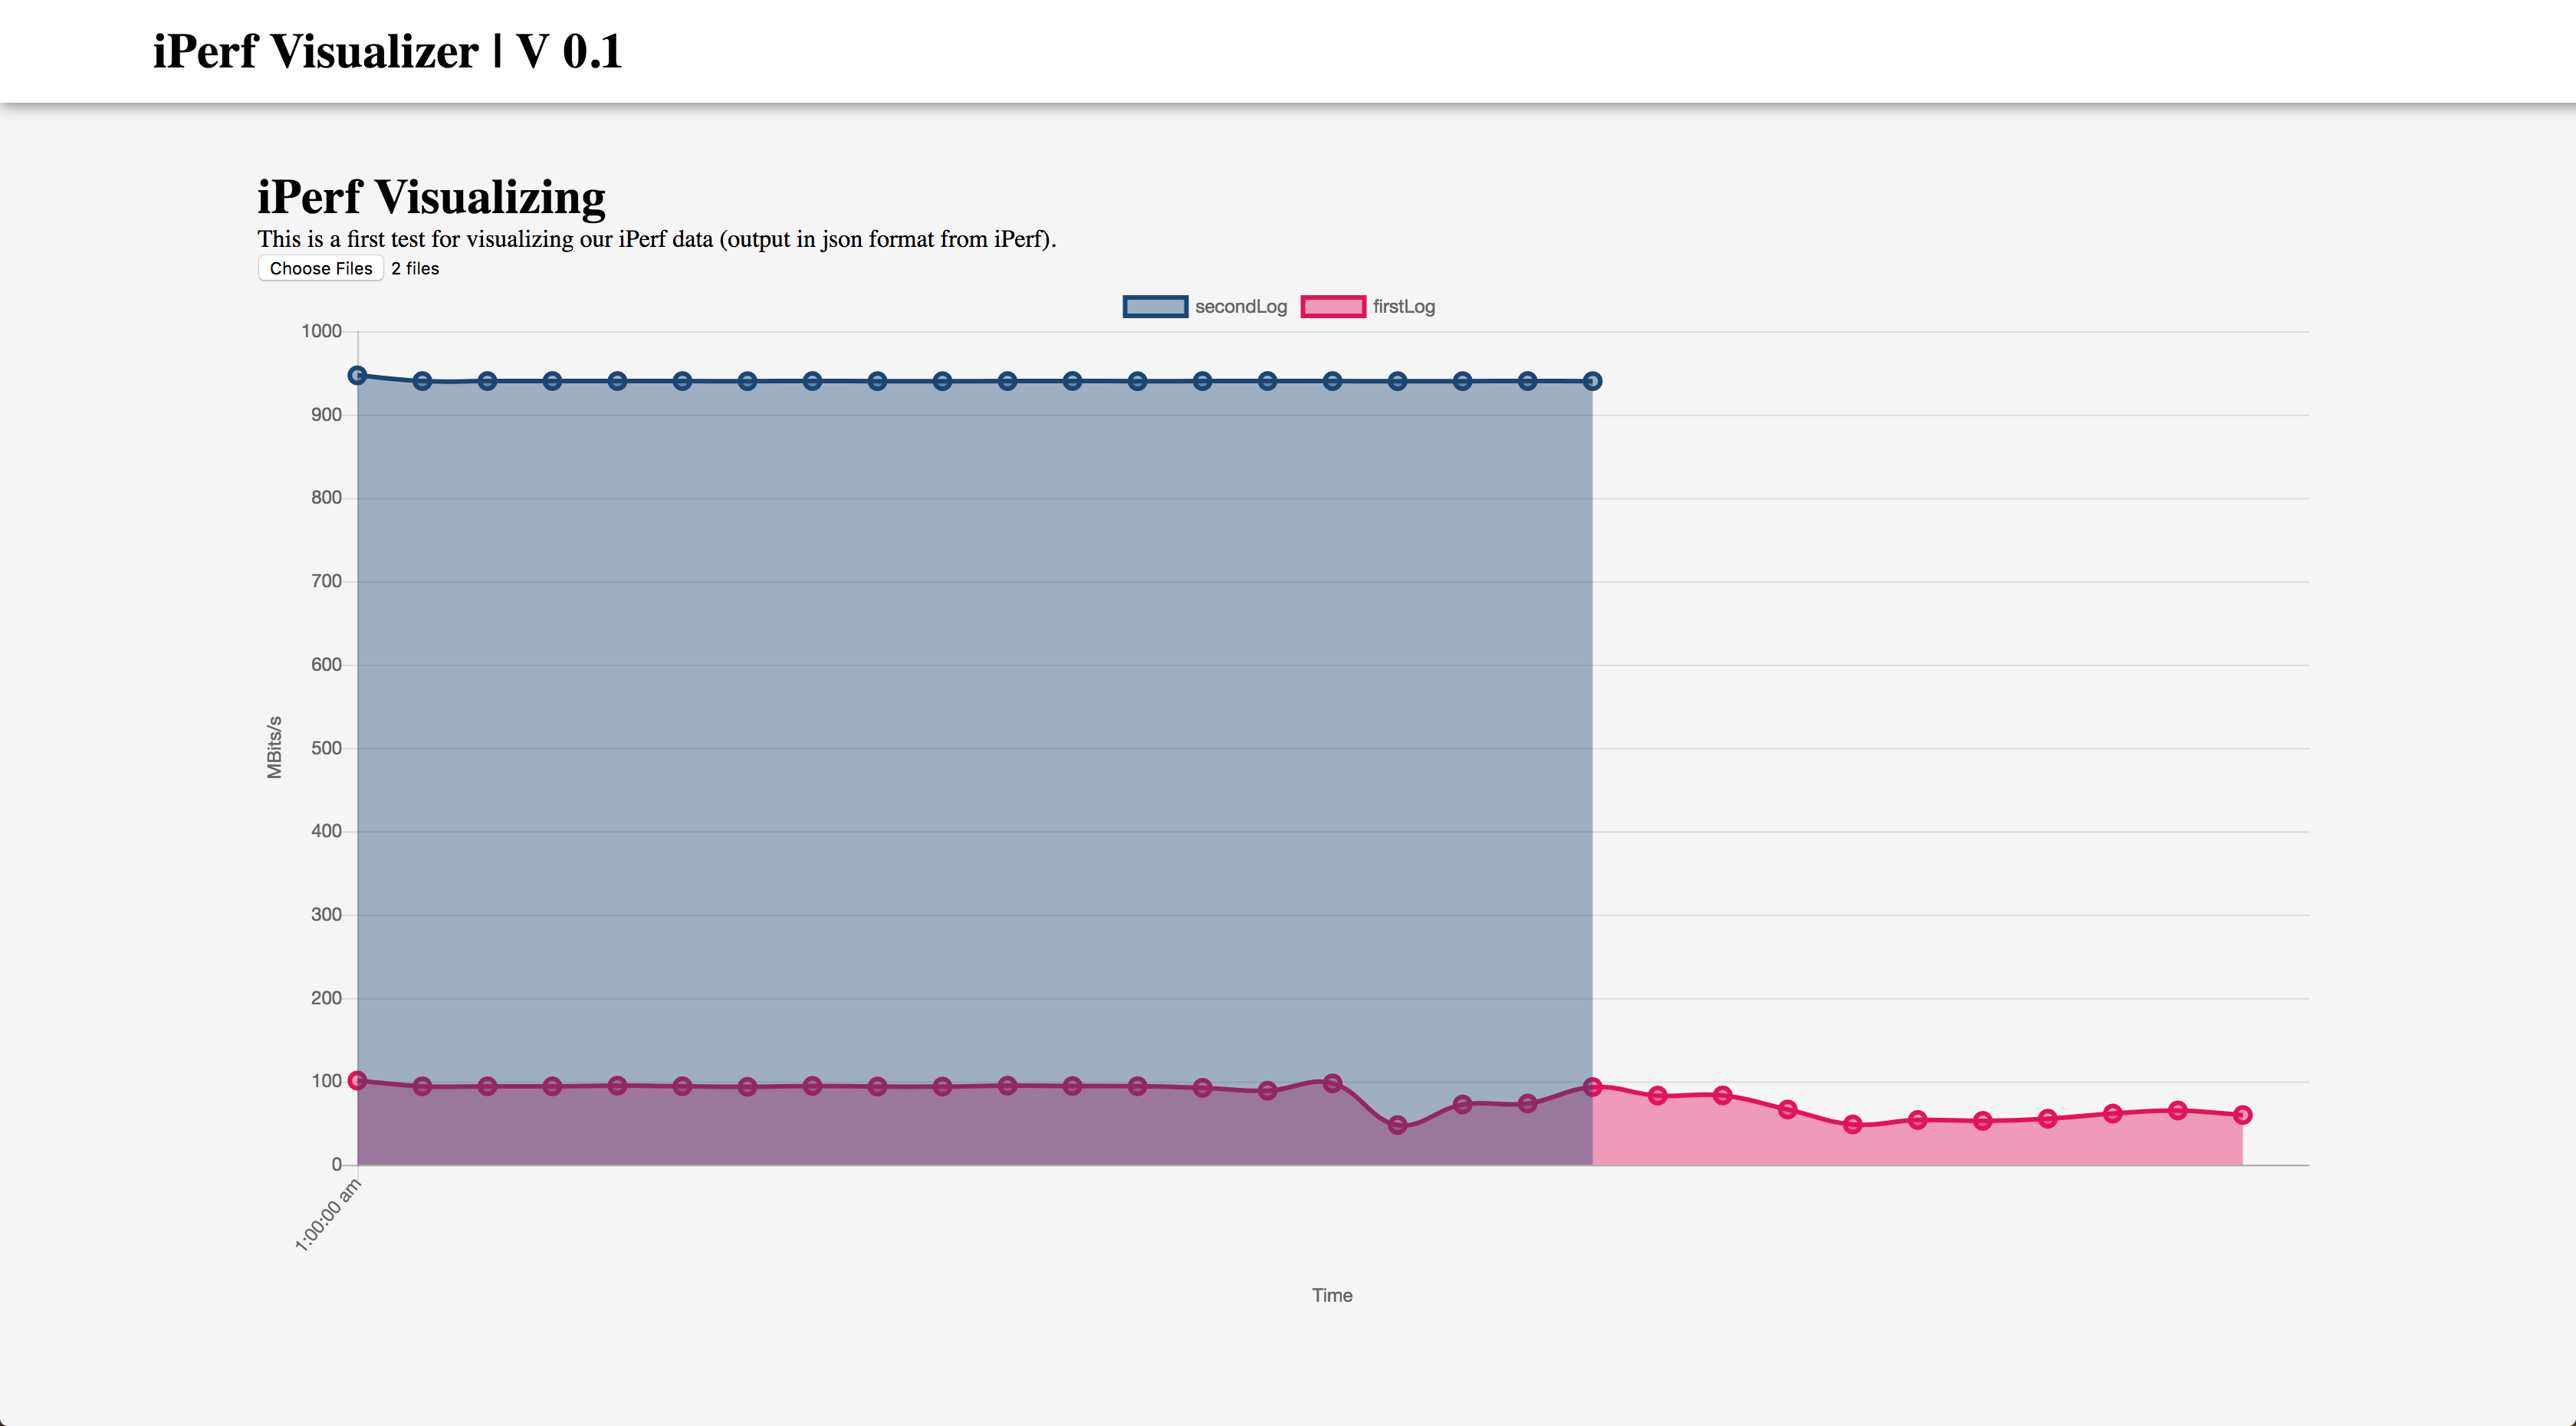 iPerf Visualizer | V 0.1
iPerf Visualizing
This is a first test for visualizing our iPerf data (output in json format from iPerf).
Choose Files 2 files
secondLog firstLog
1000
900
800
700
600
500
400
300
200
100
0
MBits/s
1:00:00 am
Time